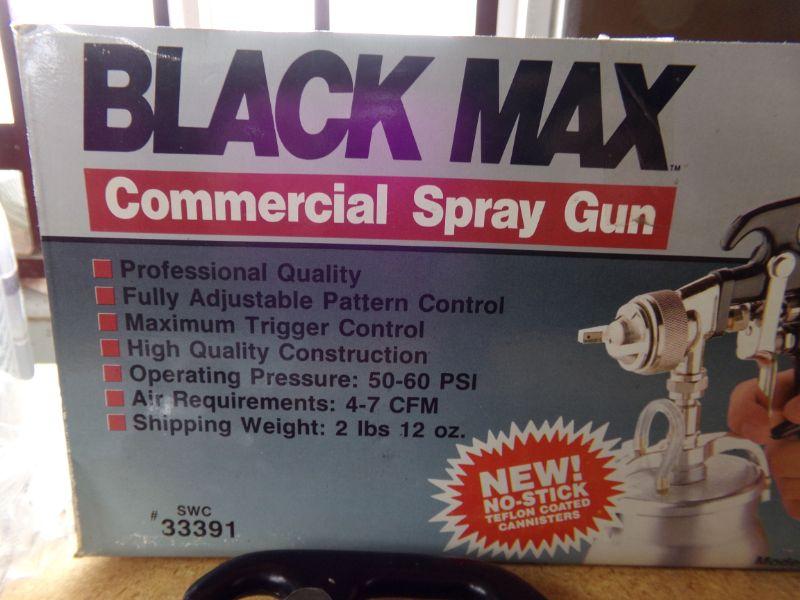 BLACK MAX™
Commercial Spray Gun
Professional Quality
Fully Adjustable Pattern Control
Maximum Trigger Control
High Quality Construction
Operating Pressure: 50-60 PSI
Air Requirements: 4-7 CFM
Shipping Weight: 2 lbs 12 oz.
NEW!
NO-STICK
TEFLON COATED
CANNISTERS
SWC
# 33391